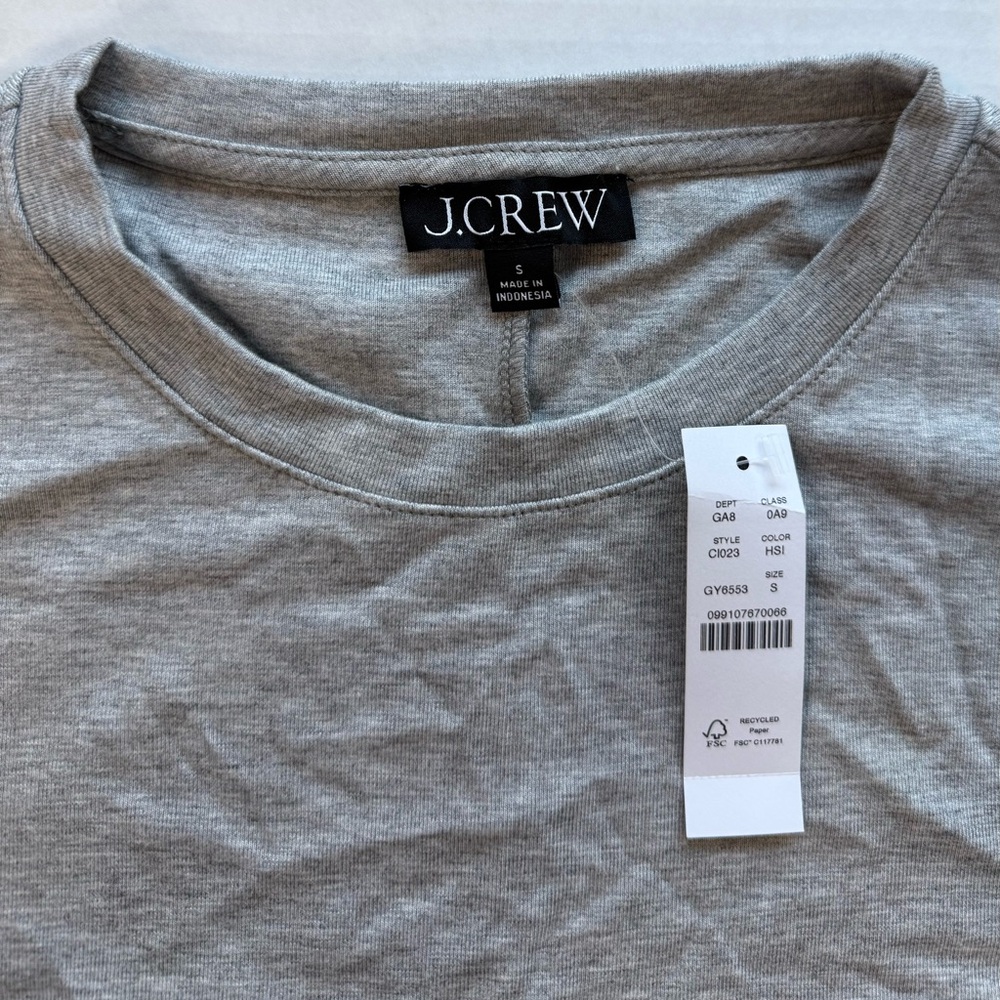 J.CREW
S
MADE IN
INDONESIA
DEPT CLASS
GA8 0A9
STYLE COLOR
CI023 HSI
SIZE
GY6553 S
099107670066
RECYCLED
Paper
FSC FSC® C117781